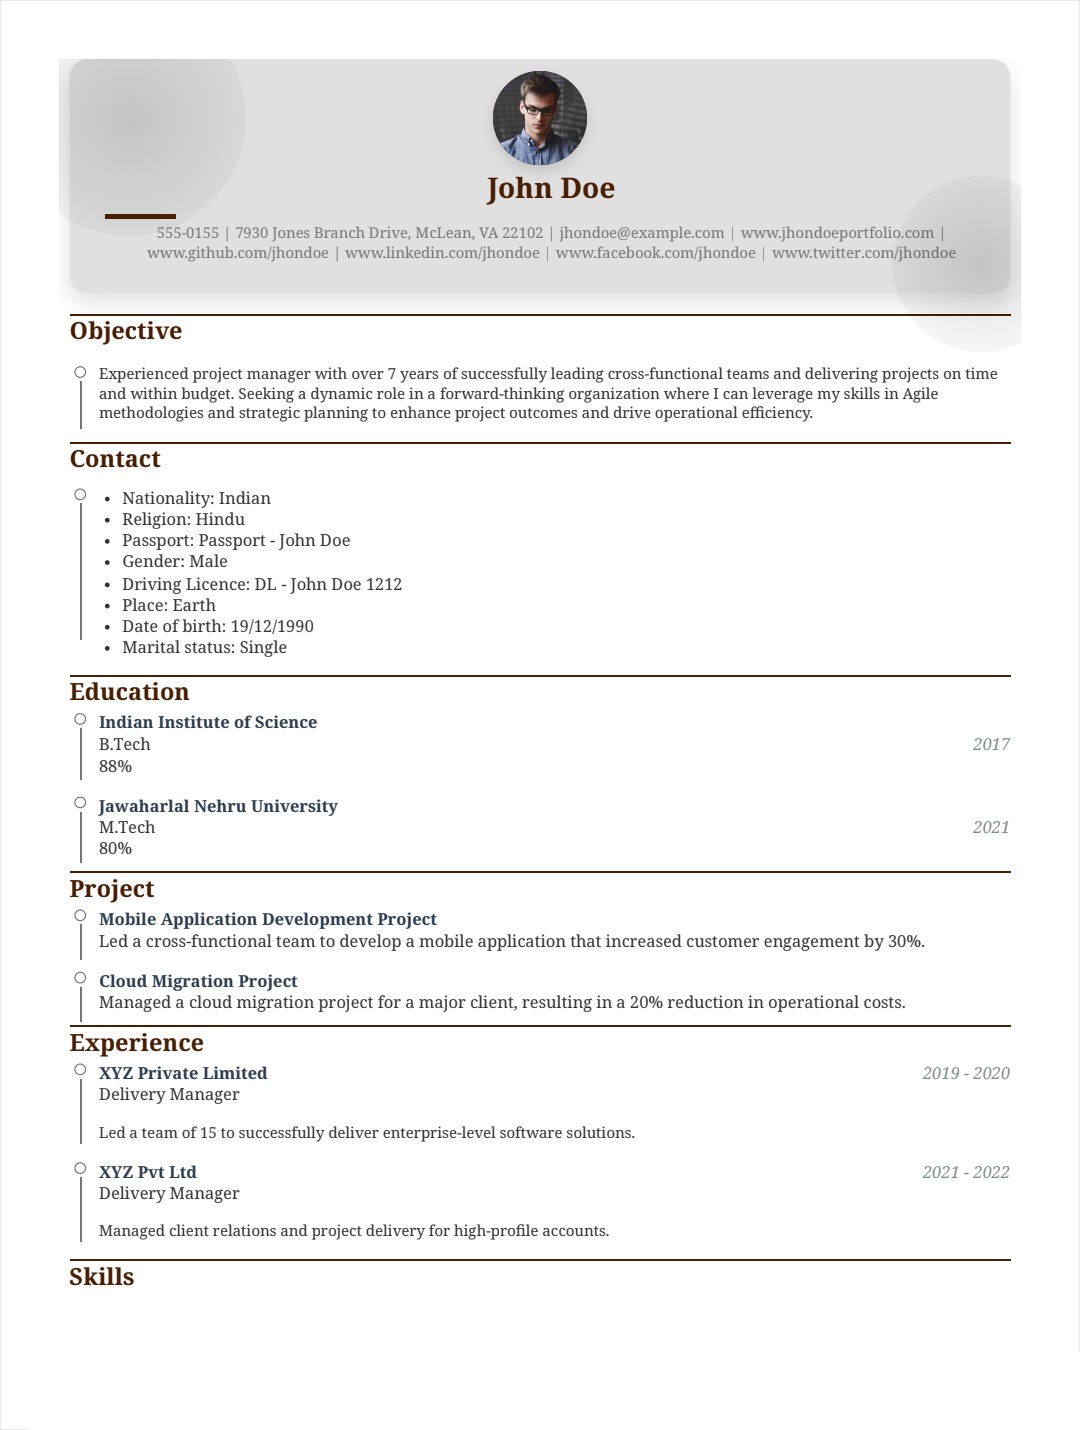 John Doe
555-0155 | 7930 Jones Branch Drive, McLean, VA 22102 | jhondoe@example.com | www.jhondoeportfolio.com |
www.github.com/jhondoe | www.linkedin.com/jhondoe | www.facebook.com/jhondoe | www.twitter.com/jhondoe
Objective
Experienced project manager with over 7 years of successfully leading cross-functional teams and delivering projects on time
and within budget. Seeking a dynamic role in a forward-thinking organization where I can leverage my skills in Agile
methodologies and strategic planning to enhance project outcomes and drive operational efficiency.
Contact
• Nationality: Indian
• Religion: Hindu
• Passport: Passport - John Doe
• Gender: Male
• Driving Licence: DL - John Doe 1212
• Place: Earth
• Date of birth: 19/12/1990
• Marital status: Single
Education
Indian Institute of Science
B.Tech 2017
88%
Jawaharlal Nehru University
M.Tech 2021
80%
Project
Mobile Application Development Project
Led a cross-functional team to develop a mobile application that increased customer engagement by 30%.
Cloud Migration Project
Managed a cloud migration project for a major client, resulting in a 20% reduction in operational costs.
Experience
XYZ Private Limited 2019 - 2020
Delivery Manager
Led a team of 15 to successfully deliver enterprise-level software solutions.
XYZ Pvt Ltd 2021 - 2022
Delivery Manager
Managed client relations and project delivery for high-profile accounts.
Skills